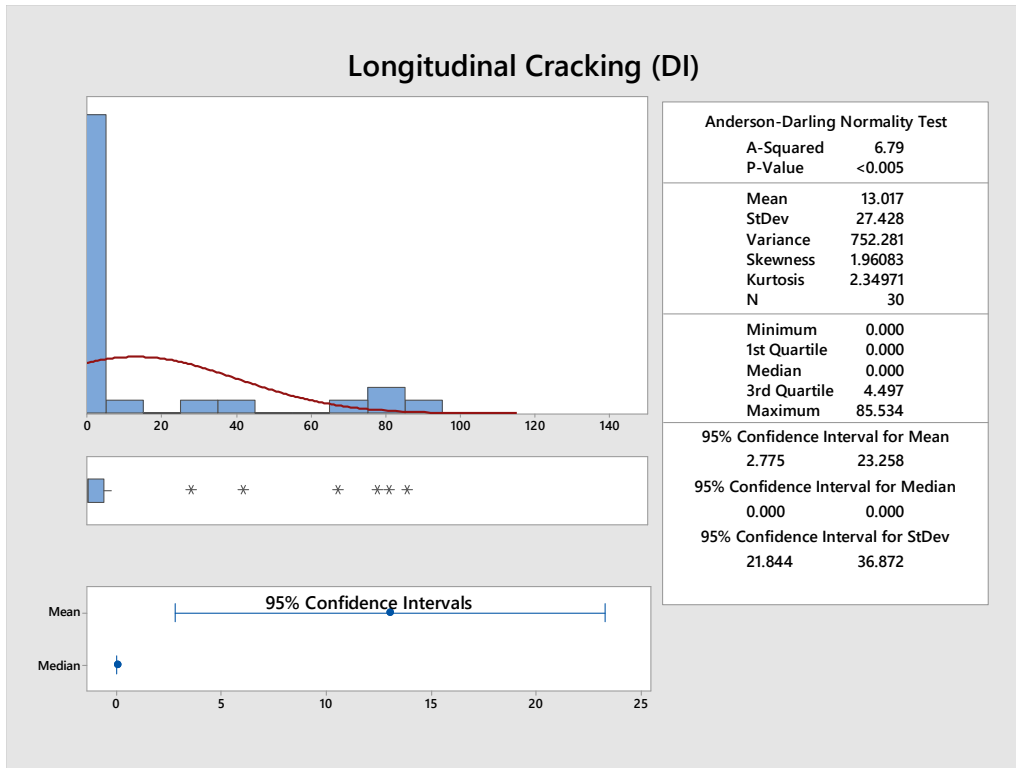 Longitudinal Cracking (DI)
0 20 40 60 80 100 120 140
95% Confidence Intervals
Mean
Median
0 5 10 15 20 25
Anderson-Darling Normality Test
A-Squared 6.79
P-Value <0.005
Mean 13.017
StDev 27.428
Variance 752.281
Skewness 1.96083
Kurtosis 2.34971
N 30
Minimum 0.000
1st Quartile 0.000
Median 0.000
3rd Quartile 4.497
Maximum 85.534
95% Confidence Interval for Mean
2.775 23.258
95% Confidence Interval for Median
0.000 0.000
95% Confidence Interval for StDev
21.844 36.872